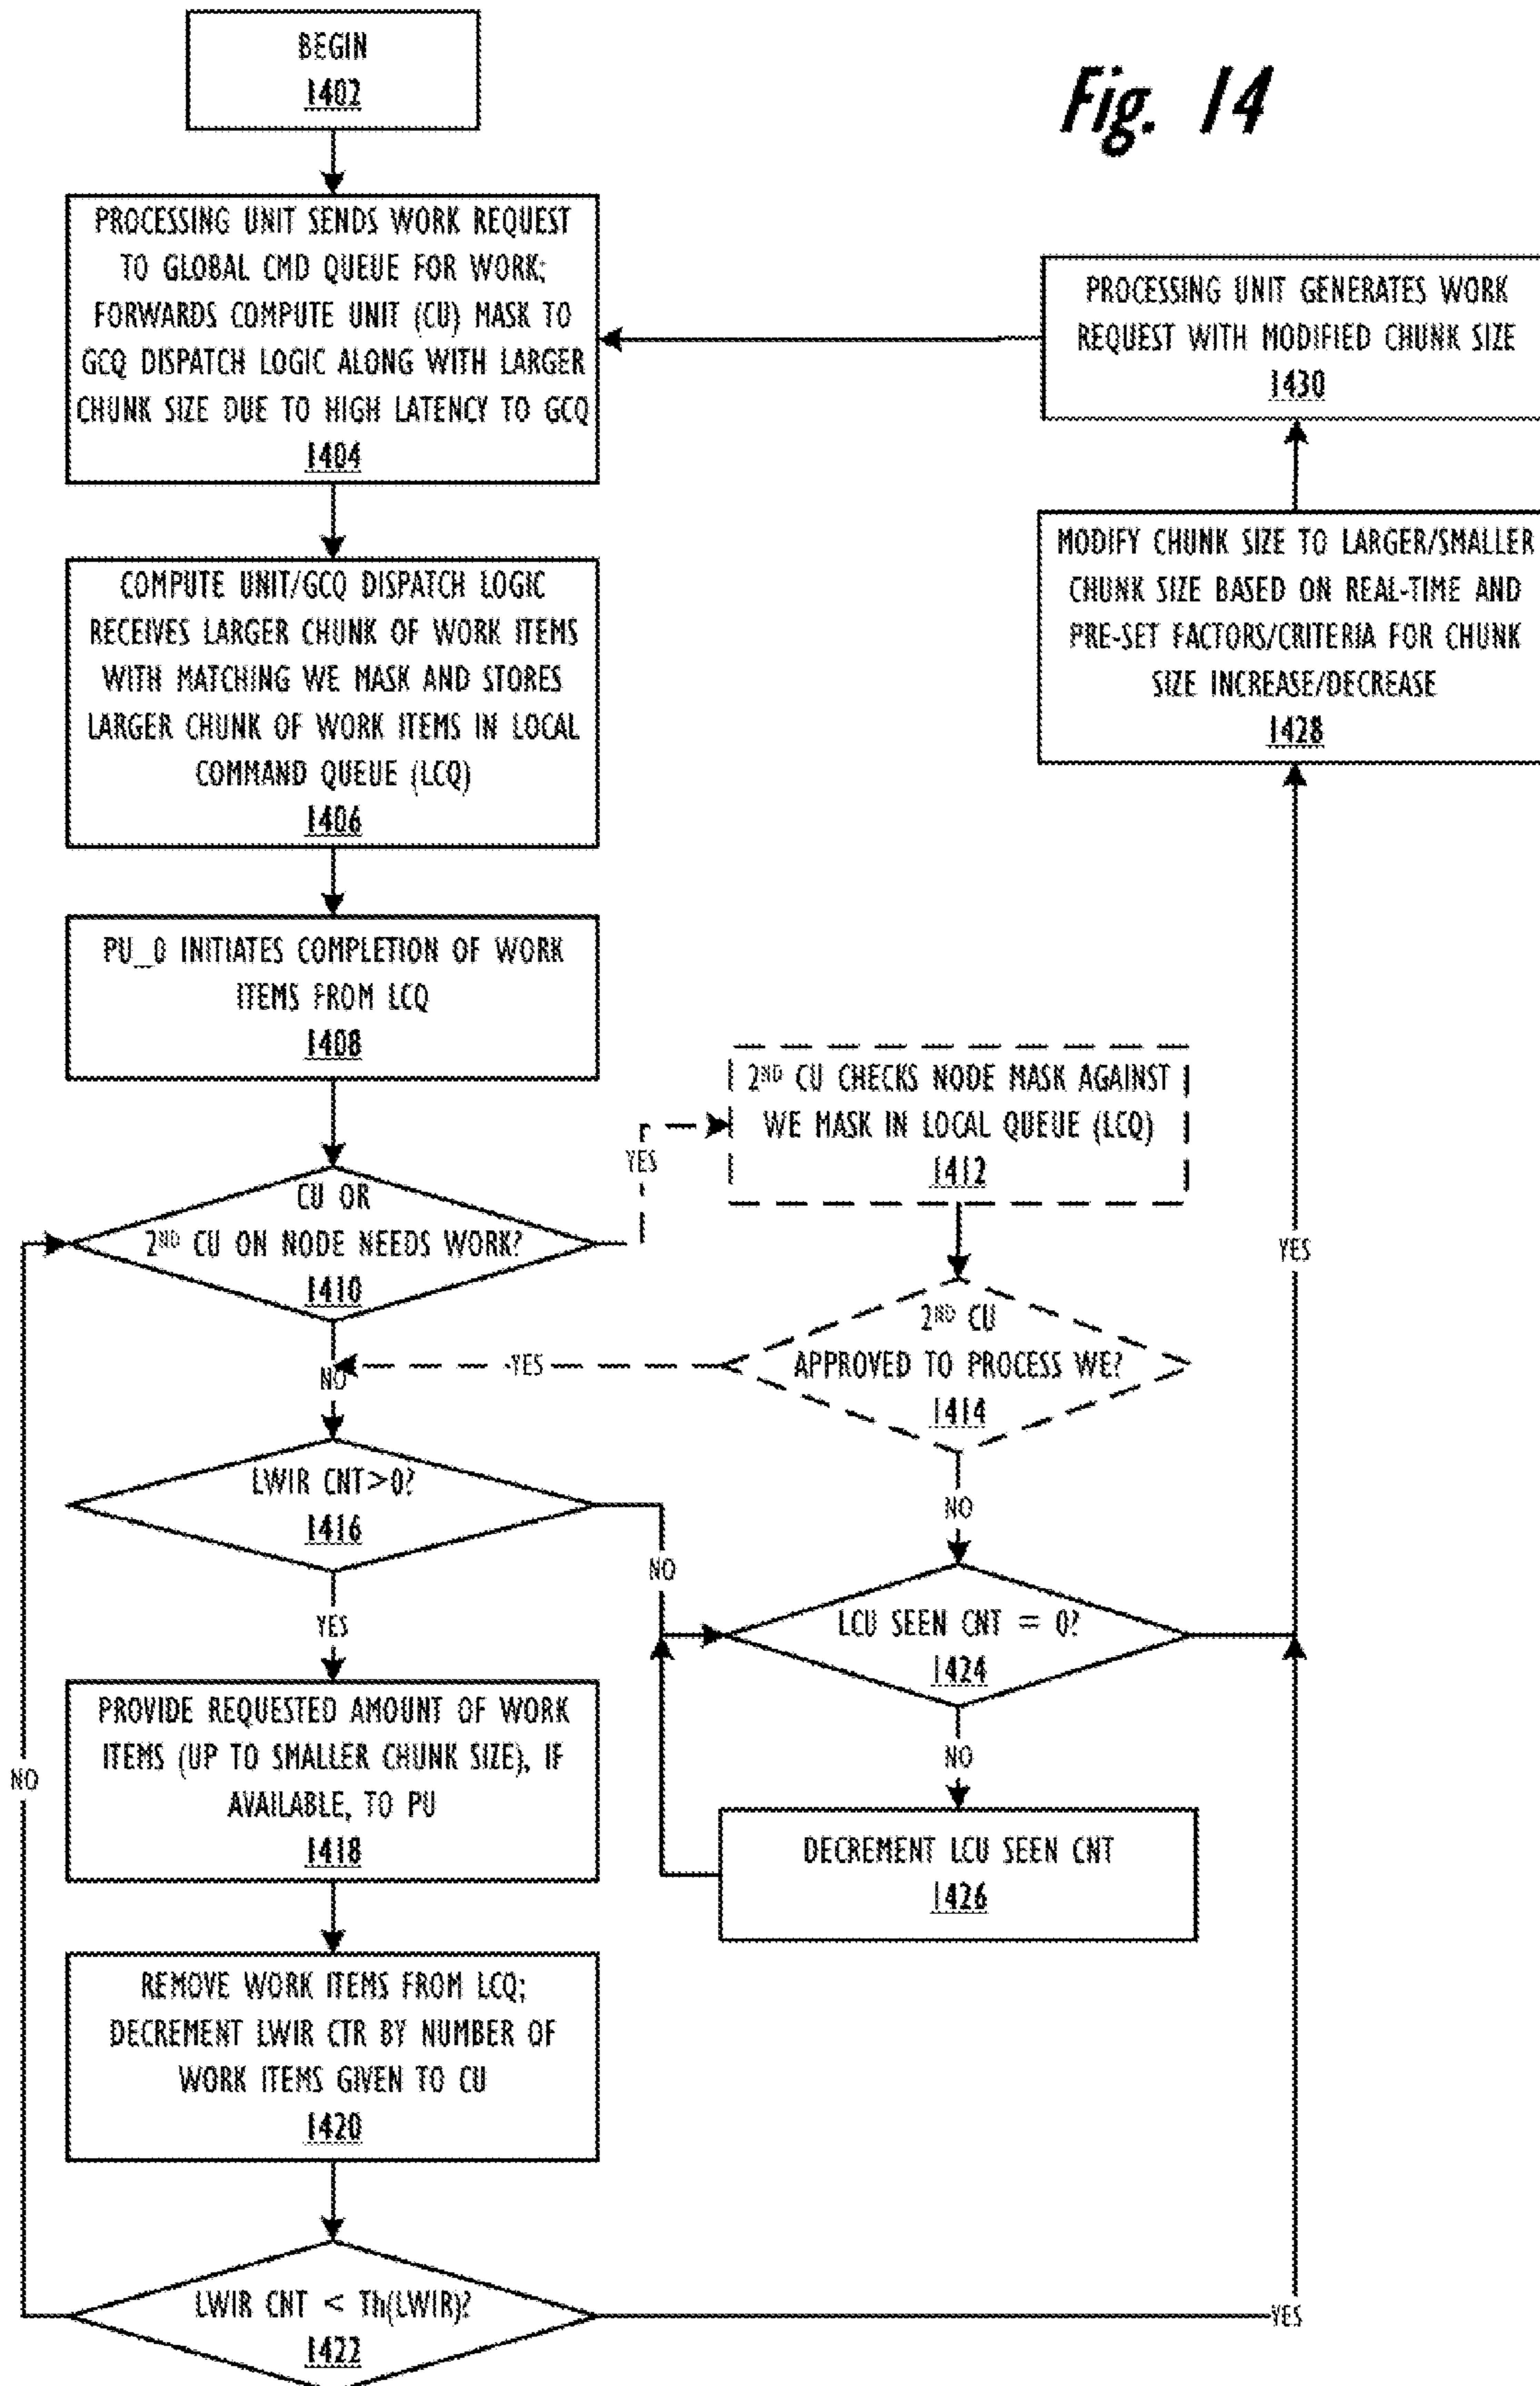 Fig. 14
BEGIN
1402
PROCESSING UNIT SENDS WORK REQUEST
TO GLOBAL CMD QUEUE FOR WORK;
FORWARDS COMPUTE UNIT (CU) MASK TO
GCQ DISPATCH LOGIC ALONG WITH LARGER
CHUNK SIZE DUE TO HIGH LATENCY TO GCQ
1404
PROCESSING UNIT GENERATES WORK
REQUEST WITH MODIFIED CHUNK SIZE
1430
COMPUTE UNIT/GCQ DISPATCH LOGIC
RECEIVES LARGER CHUNK OF WORK ITEMS
WITH MATCHING WE MASK AND STORES
LARGER CHUNK OF WORK ITEMS IN LOCAL
COMMAND QUEUE (LCQ)
1406
MODIFY CHUNK SIZE TO LARGER/SMALLER
CHUNK SIZE BASED ON REAL-TIME AND
PRE-SET FACTORS/CRITERIA FOR CHUNK
SIZE INCREASE/DECREASE
1428
PU_0 INITIATES COMPLETION OF WORK
ITEMS FROM LCQ
1408
CU OR
2ND CU ON NODE NEEDS WORK?
1410
YES
2ND CU CHECKS NODE MASK AGAINST
WE MASK IN LOCAL QUEUE (LCQ)
1412
YES
2ND CU
APPROVED TO PROCESS WE?
1414
YES
NO
NO
LWIR CNT>0?
1416
NO
YES
LCU SEEN CNT = 0?
1424
NO
DECREMENT LCU SEEN CNT
1426
PROVIDE REQUESTED AMOUNT OF WORK
ITEMS (UP TO SMALLER CHUNK SIZE), IF
AVAILABLE, TO PU
1418
NO
REMOVE WORK ITEMS FROM LCQ;
DECREMENT LWIR CTR BY NUMBER OF
WORK ITEMS GIVEN TO CU
1420
LWIR CNT < Th(LWIR)?
1422
YES